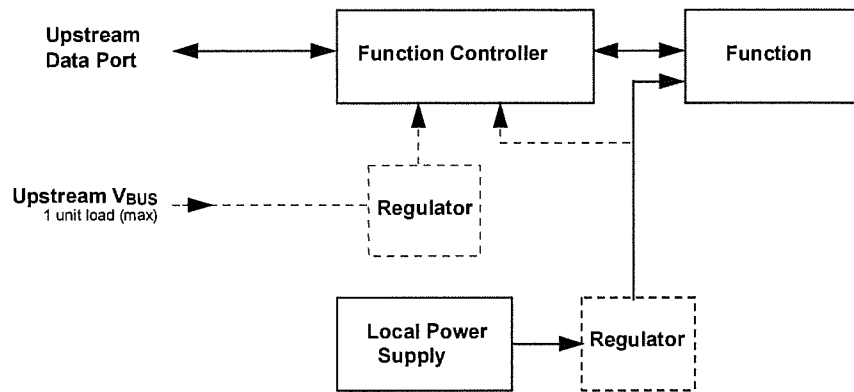 Upstream
Data Port
Function Controller
Function
Upstream VBUS
1 unit load (max)
Regulator
Local Power
Supply
Regulator